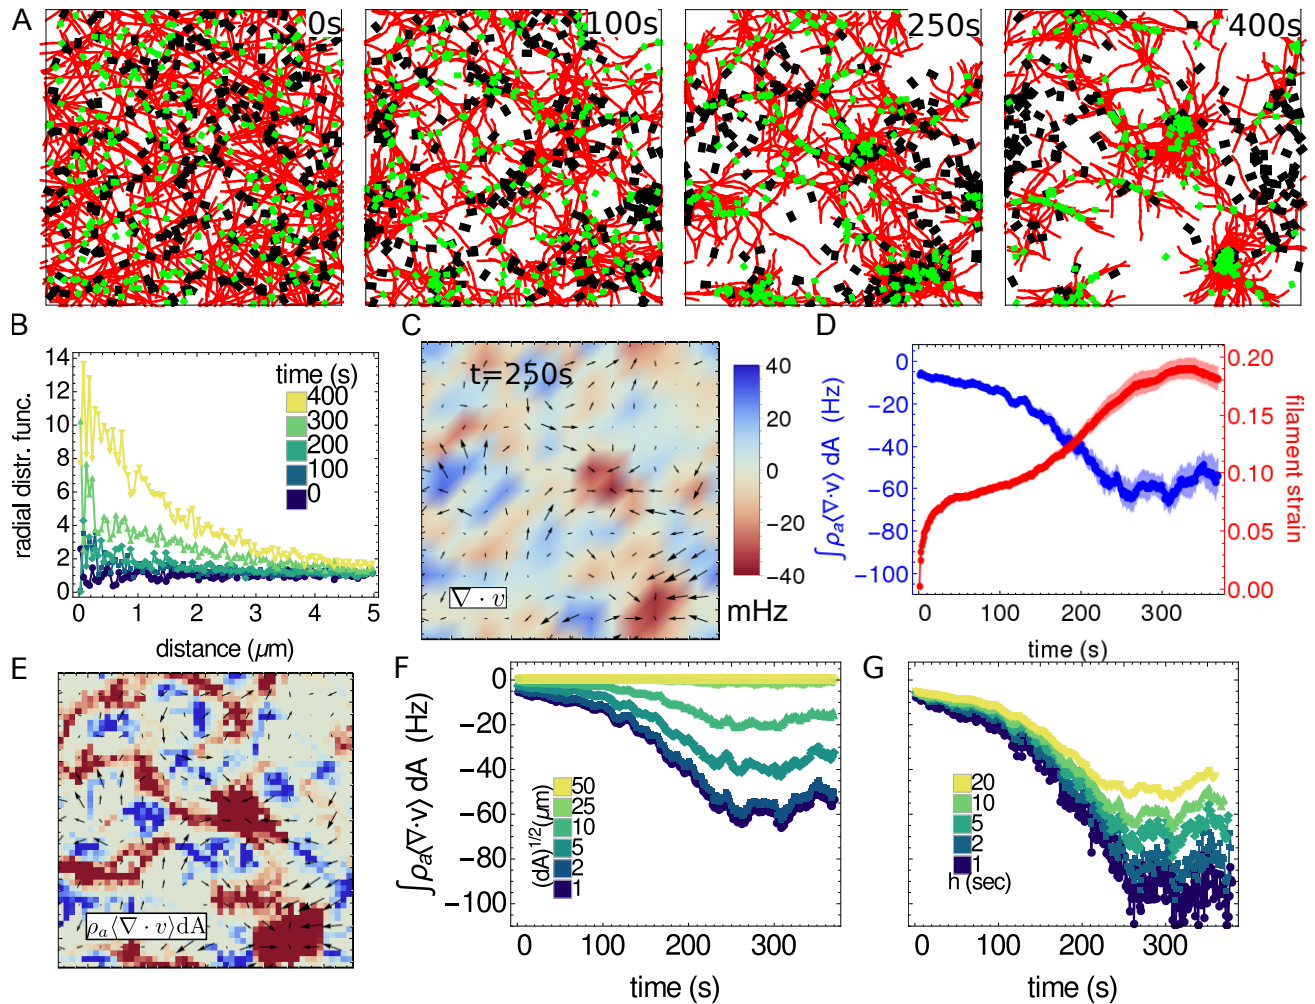 A
0s
100s
250s
400s
B
radial distr. func.
14
12
10
8
6
4
2
0
time (s)
400
300
200
100
0
0 1 2 3 4 5
distance (μm)
C
t=250s
∇ · v
40
20
0
−20
−40
mHz
D
∫ρₐ⟨∇·v⟩ dA (Hz)
0
−20
−40
−60
−80
−100
0.20
0.15
0.10
0.05
0.00
filament strain
0 100 200 300
time (s)
E
ρₐ⟨∇ · v⟩dA
F
∫ρₐ⟨∇·v⟩ dA (Hz)
0
−20
−40
−60
−80
−100
(dA)^1/2(μm)
50
25
10
5
2
1
0 100 200 300
time (s)
G
20
10
5
2
1
h (sec)
0 100 200 300
time (s)